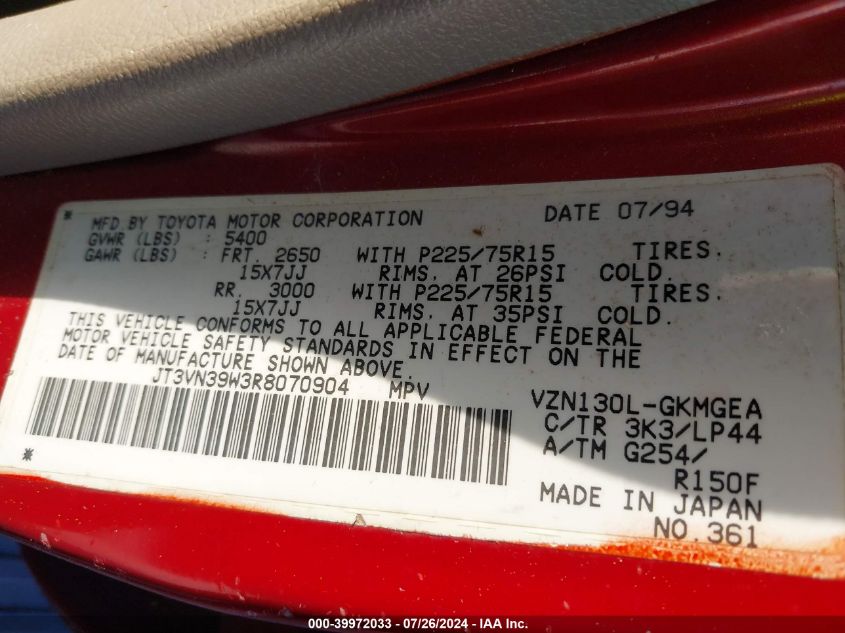 * MFD BY TOYOTA MOTOR CORPORATION DATE 07/94
GVWR (LBS) : 5400
GAWR (LBS) : FRT. 2650 WITH P225/75R15 TIRES.
15X7JJ RIMS. AT 26PSI COLD.
RR. 3000 WITH P225/75R15 TIRES.
15X7JJ RIMS. AT 35PSI COLD.
THIS VEHICLE CONFORMS TO ALL APPLICABLE FEDERAL
MOTOR VEHICLE SAFETY STANDARDS IN EFFECT ON THE
DATE OF MANUFACTURE SHOWN ABOVE.
JT3VN39W3R8070904 MPV
VZN130L-GKMGEA
C/TR 3K3/LP44
A/TM G254/
R150F
*
MADE IN JAPAN
NO.361
000-39972033 - 07/26/2024 - IAA Inc.